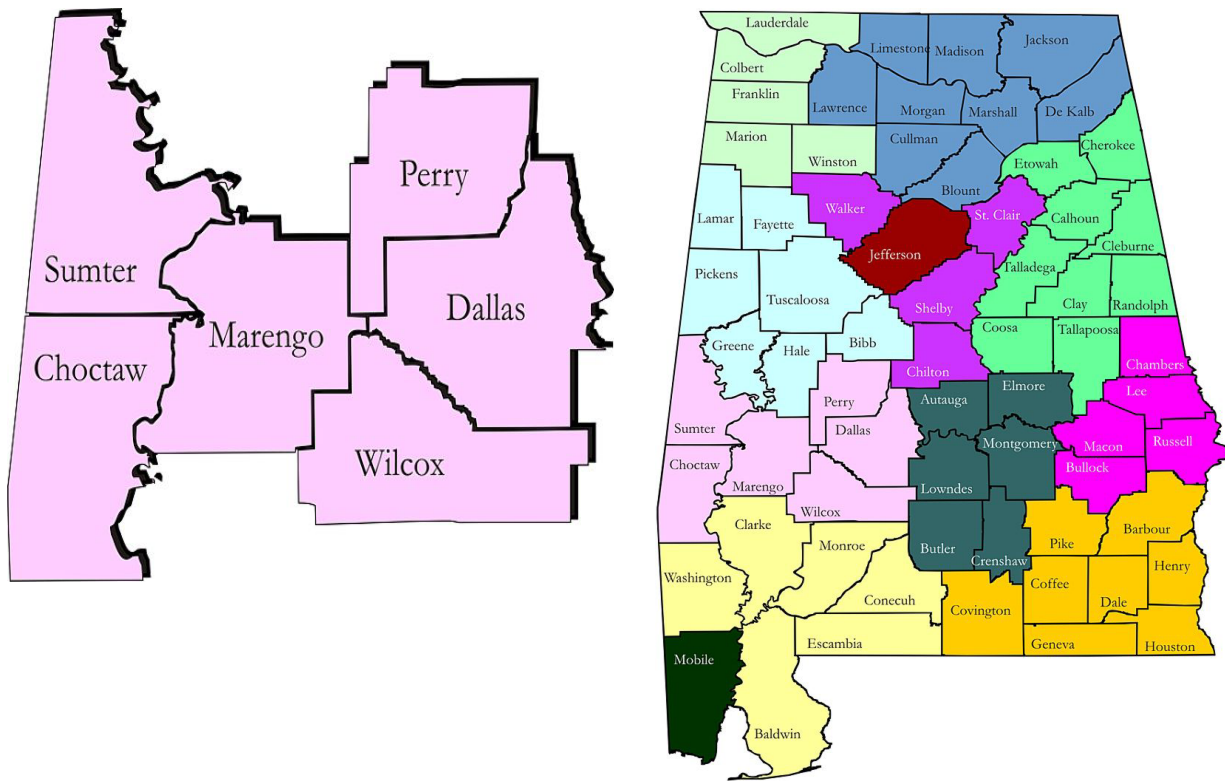 Perry
Sumter
Dallas
Marengo
Choctaw
Wilcox
Lauderdale
Limestone
Madison
Jackson
Colbert
Franklin
Lawrence
Morgan
Marshall
De Kalb
Marion
Cullman
Cherokee
Winston
Etowah
Blount
Lamar
Fayette
Walker
St. Clair
Calhoun
Cleburne
Jefferson
Pickens
Talladega
Tuscaloosa
Shelby
Clay
Randolph
Greene
Hale
Bibb
Coosa
Tallapoosa
Chilton
Chambers
Perry
Autauga
Elmore
Lee
Sumter
Dallas
Montgomery
Macon
Russell
Choctaw
Marengo
Lowndes
Bullock
Wilcox
Clarke
Monroe
Butler
Crenshaw
Pike
Barbour
Washington
Conecuh
Coffee
Henry
Covington
Dale
Escambia
Geneva
Houston
Mobile
Baldwin